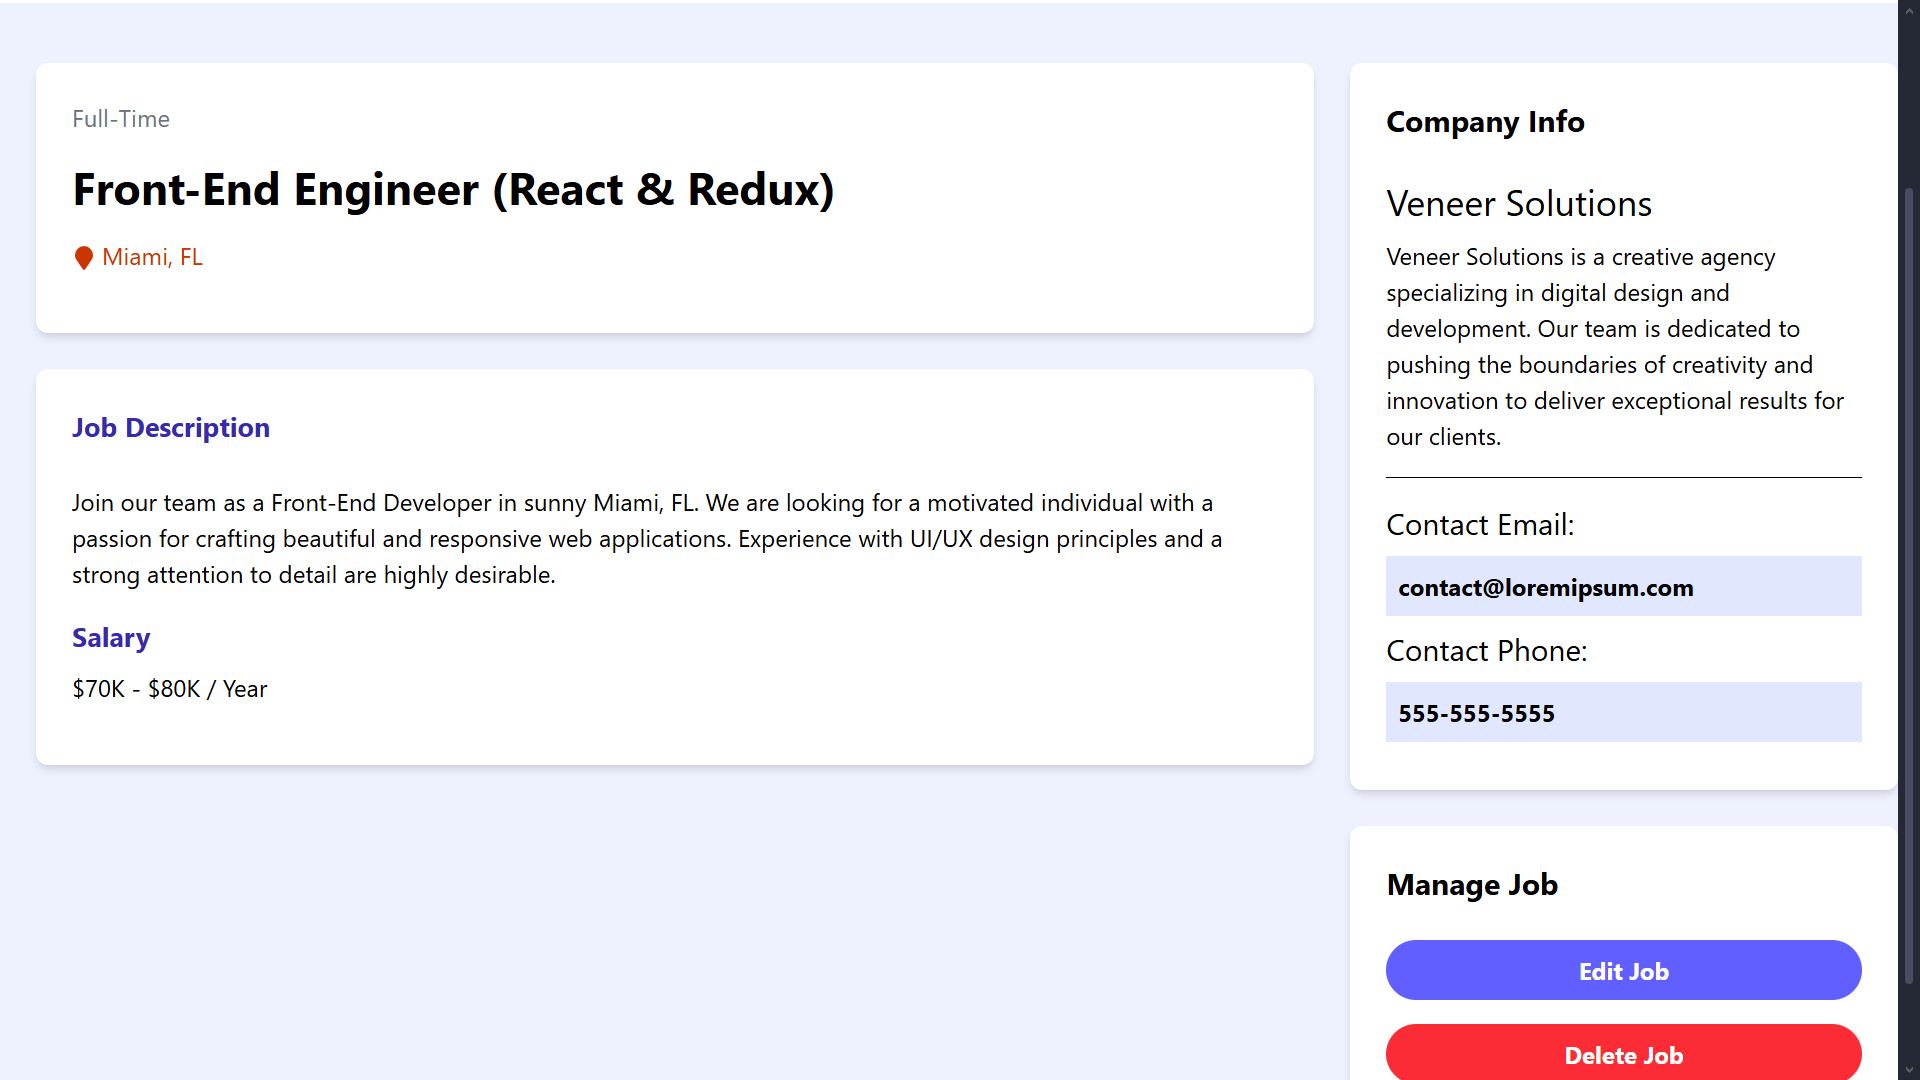 Full-Time
Front-End Engineer (React & Redux)
Miami, FL
Job Description
Join our team as a Front-End Developer in sunny Miami, FL. We are looking for a motivated individual with a
passion for crafting beautiful and responsive web applications. Experience with UI/UX design principles and a
strong attention to detail are highly desirable.
Salary
$70K - $80K / Year
Company Info
Veneer Solutions
Veneer Solutions is a creative agency
specializing in digital design and
development. Our team is dedicated to
pushing the boundaries of creativity and
innovation to deliver exceptional results for
our clients.
Contact Email:
contact@loremipsum.com
Contact Phone:
555-555-5555
Manage Job
Edit Job
Delete Job